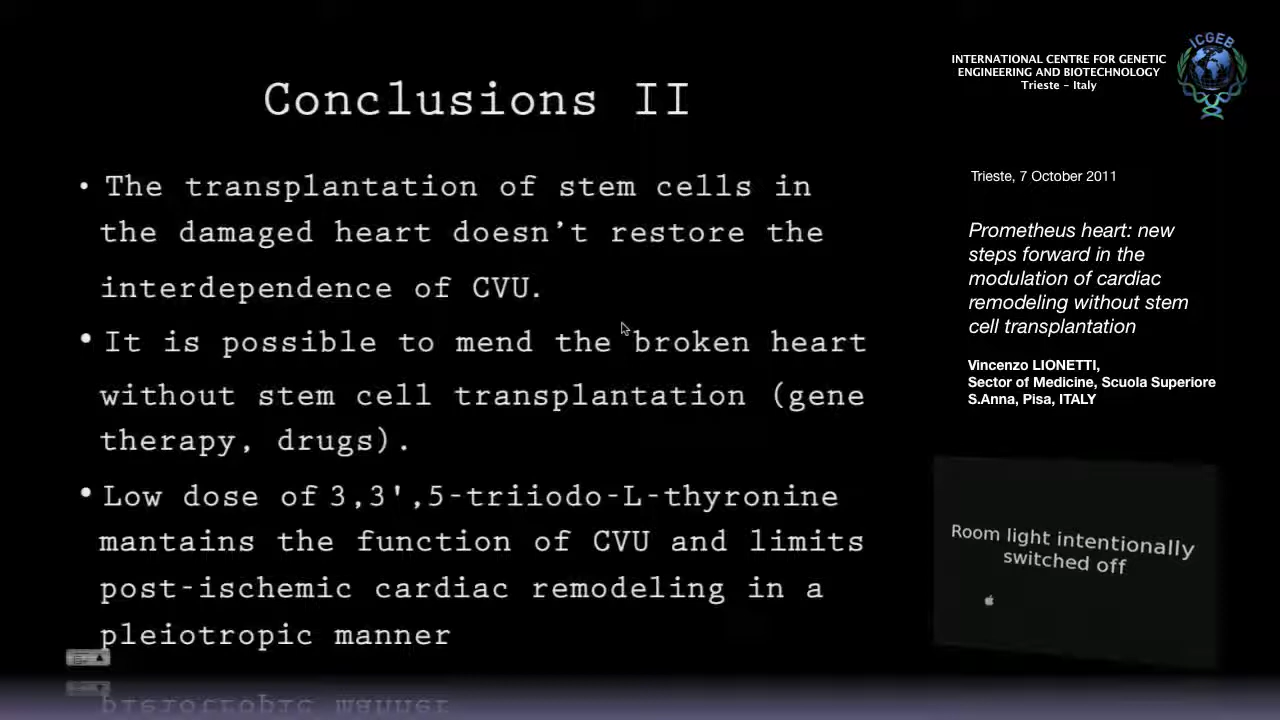 Conclusions II
• The transplantation of stem cells in
the damaged heart doesn't restore the
interdependence of CVU.
• It is possible to mend the broken heart
without stem cell transplantation (gene
therapy, drugs).
• Low dose of 3,3',5-triiodo-L-thyronine
mantains the function of CVU and limits
post-ischemic cardiac remodeling in a
pleiotropic manner
INTERNATIONAL CENTRE FOR GENETIC
ENGINEERING AND BIOTECHNOLOGY
Trieste - Italy
ICGEB
Trieste, 7 October 2011
Prometheus heart: new
steps forward in the
modulation of cardiac
remodeling without stem
cell transplantation
Vincenzo LIONETTI,
Sector of Medicine, Scuola Superiore
S.Anna, Pisa, ITALY
Room light intentionally
switched off